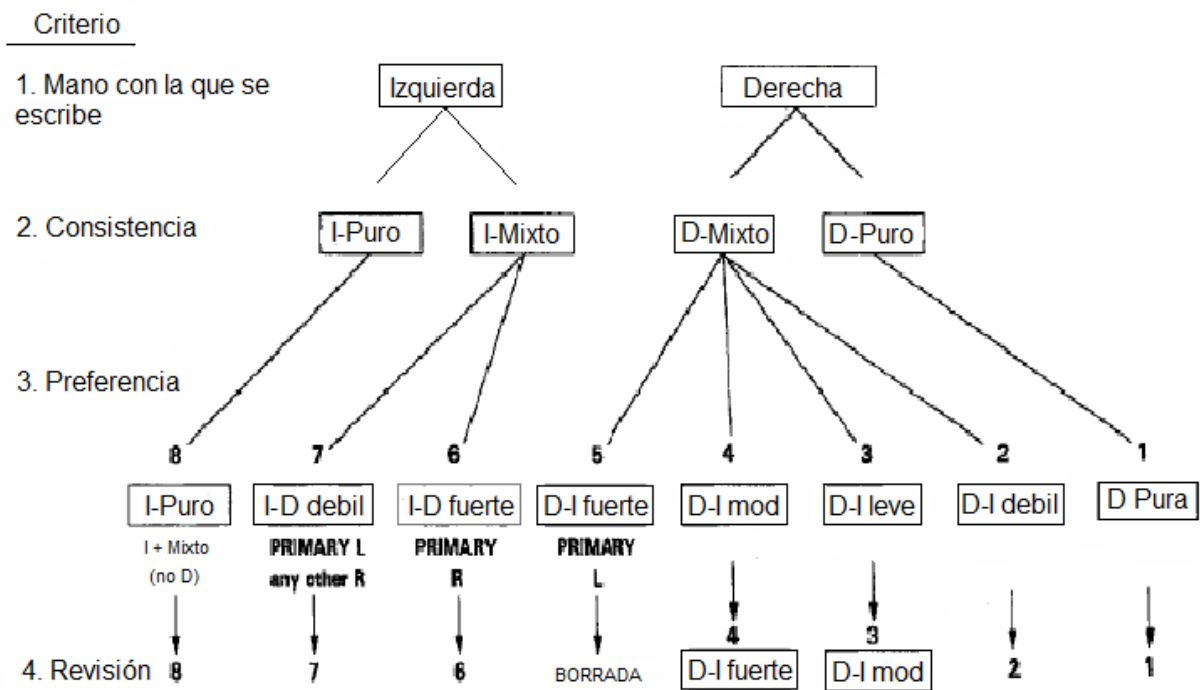 Criterio
1. Mano con la que se
escribe
Izquierda
Derecha
2. Consistencia
I-Puro
I-Mixto
D-Mixto
D-Puro
3. Preferencia
8
7
6
5
4
3
2
1
I-Puro
I-D debil
I-D fuerte
D-I fuerte
D-I mod
D-I leve
D-I debil
D Pura
I + Mixto
(no D)
PRIMARY L
any other R
PRIMARY
R
PRIMARY
L
4. Revisión
8
7
6
BORRADA
4
D-I fuerte
3
D-I mod
2
1